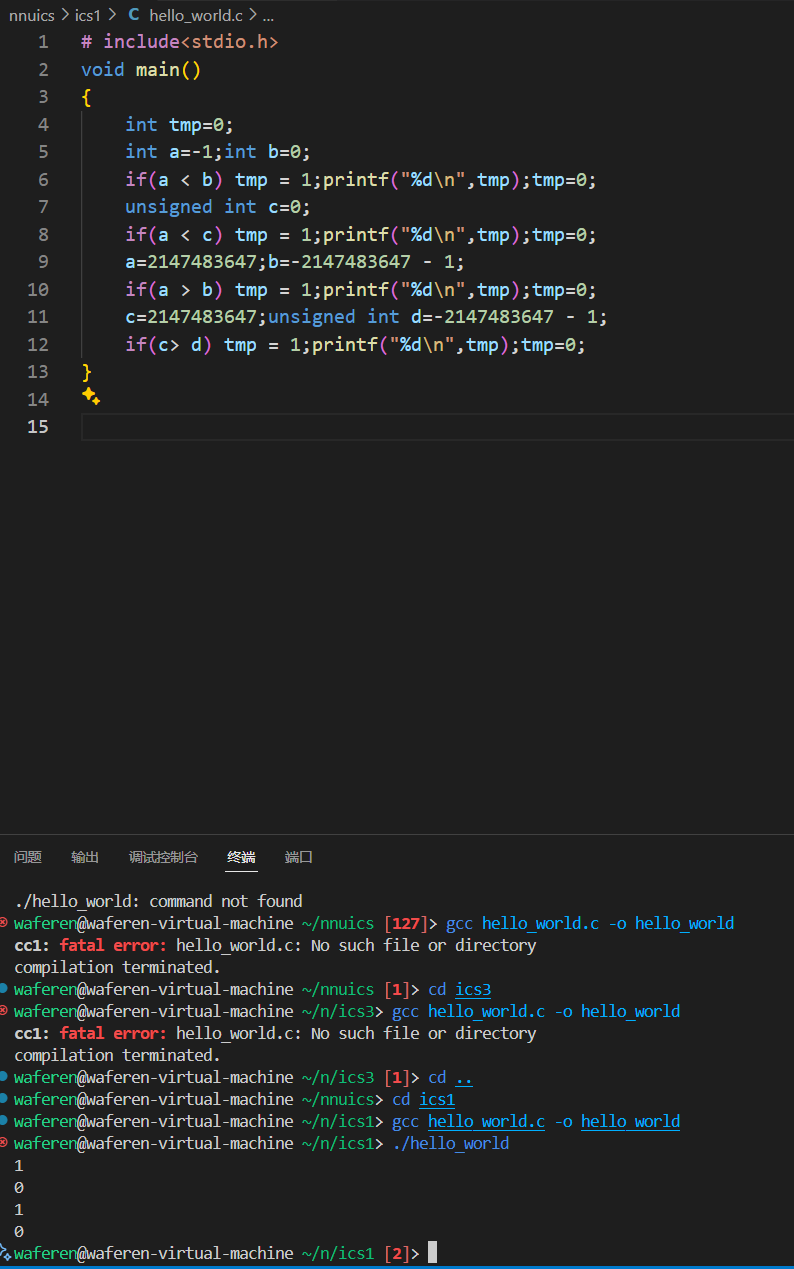 nnuics > ics1 > C hello_world.c > ...
1 # include<stdio.h>
2 void main()
3 {
4 int tmp=0;
5 int a=-1;int b=0;
6 if(a < b) tmp = 1;printf("%d\n",tmp);tmp=0;
7 unsigned int c=0;
8 if(a < c) tmp = 1;printf("%d\n",tmp);tmp=0;
9 a=2147483647;b=-2147483647 - 1;
10 if(a > b) tmp = 1;printf("%d\n",tmp);tmp=0;
11 c=2147483647;unsigned int d=-2147483647 - 1;
12 if(c> d) tmp = 1;printf("%d\n",tmp);tmp=0;
13 }
14
15
问题 输出 调试控制台 终端 端口
./hello_world: command not found
waferen@waferen-virtual-machine ~/nnuics [127]> gcc hello_world.c -o hello_world
cc1: fatal error: hello_world.c: No such file or directory
compilation terminated.
waferen@waferen-virtual-machine ~/nnuics [1]> cd ics3
waferen@waferen-virtual-machine ~/n/ics3> gcc hello_world.c -o hello_world
cc1: fatal error: hello_world.c: No such file or directory
compilation terminated.
waferen@waferen-virtual-machine ~/n/ics3 [1]> cd ..
waferen@waferen-virtual-machine ~/nnuics> cd ics1
waferen@waferen-virtual-machine ~/n/ics1> gcc hello_world.c -o hello_world
waferen@waferen-virtual-machine ~/n/ics1> ./hello_world
1
0
1
0
waferen@waferen-virtual-machine ~/n/ics1 [2]>